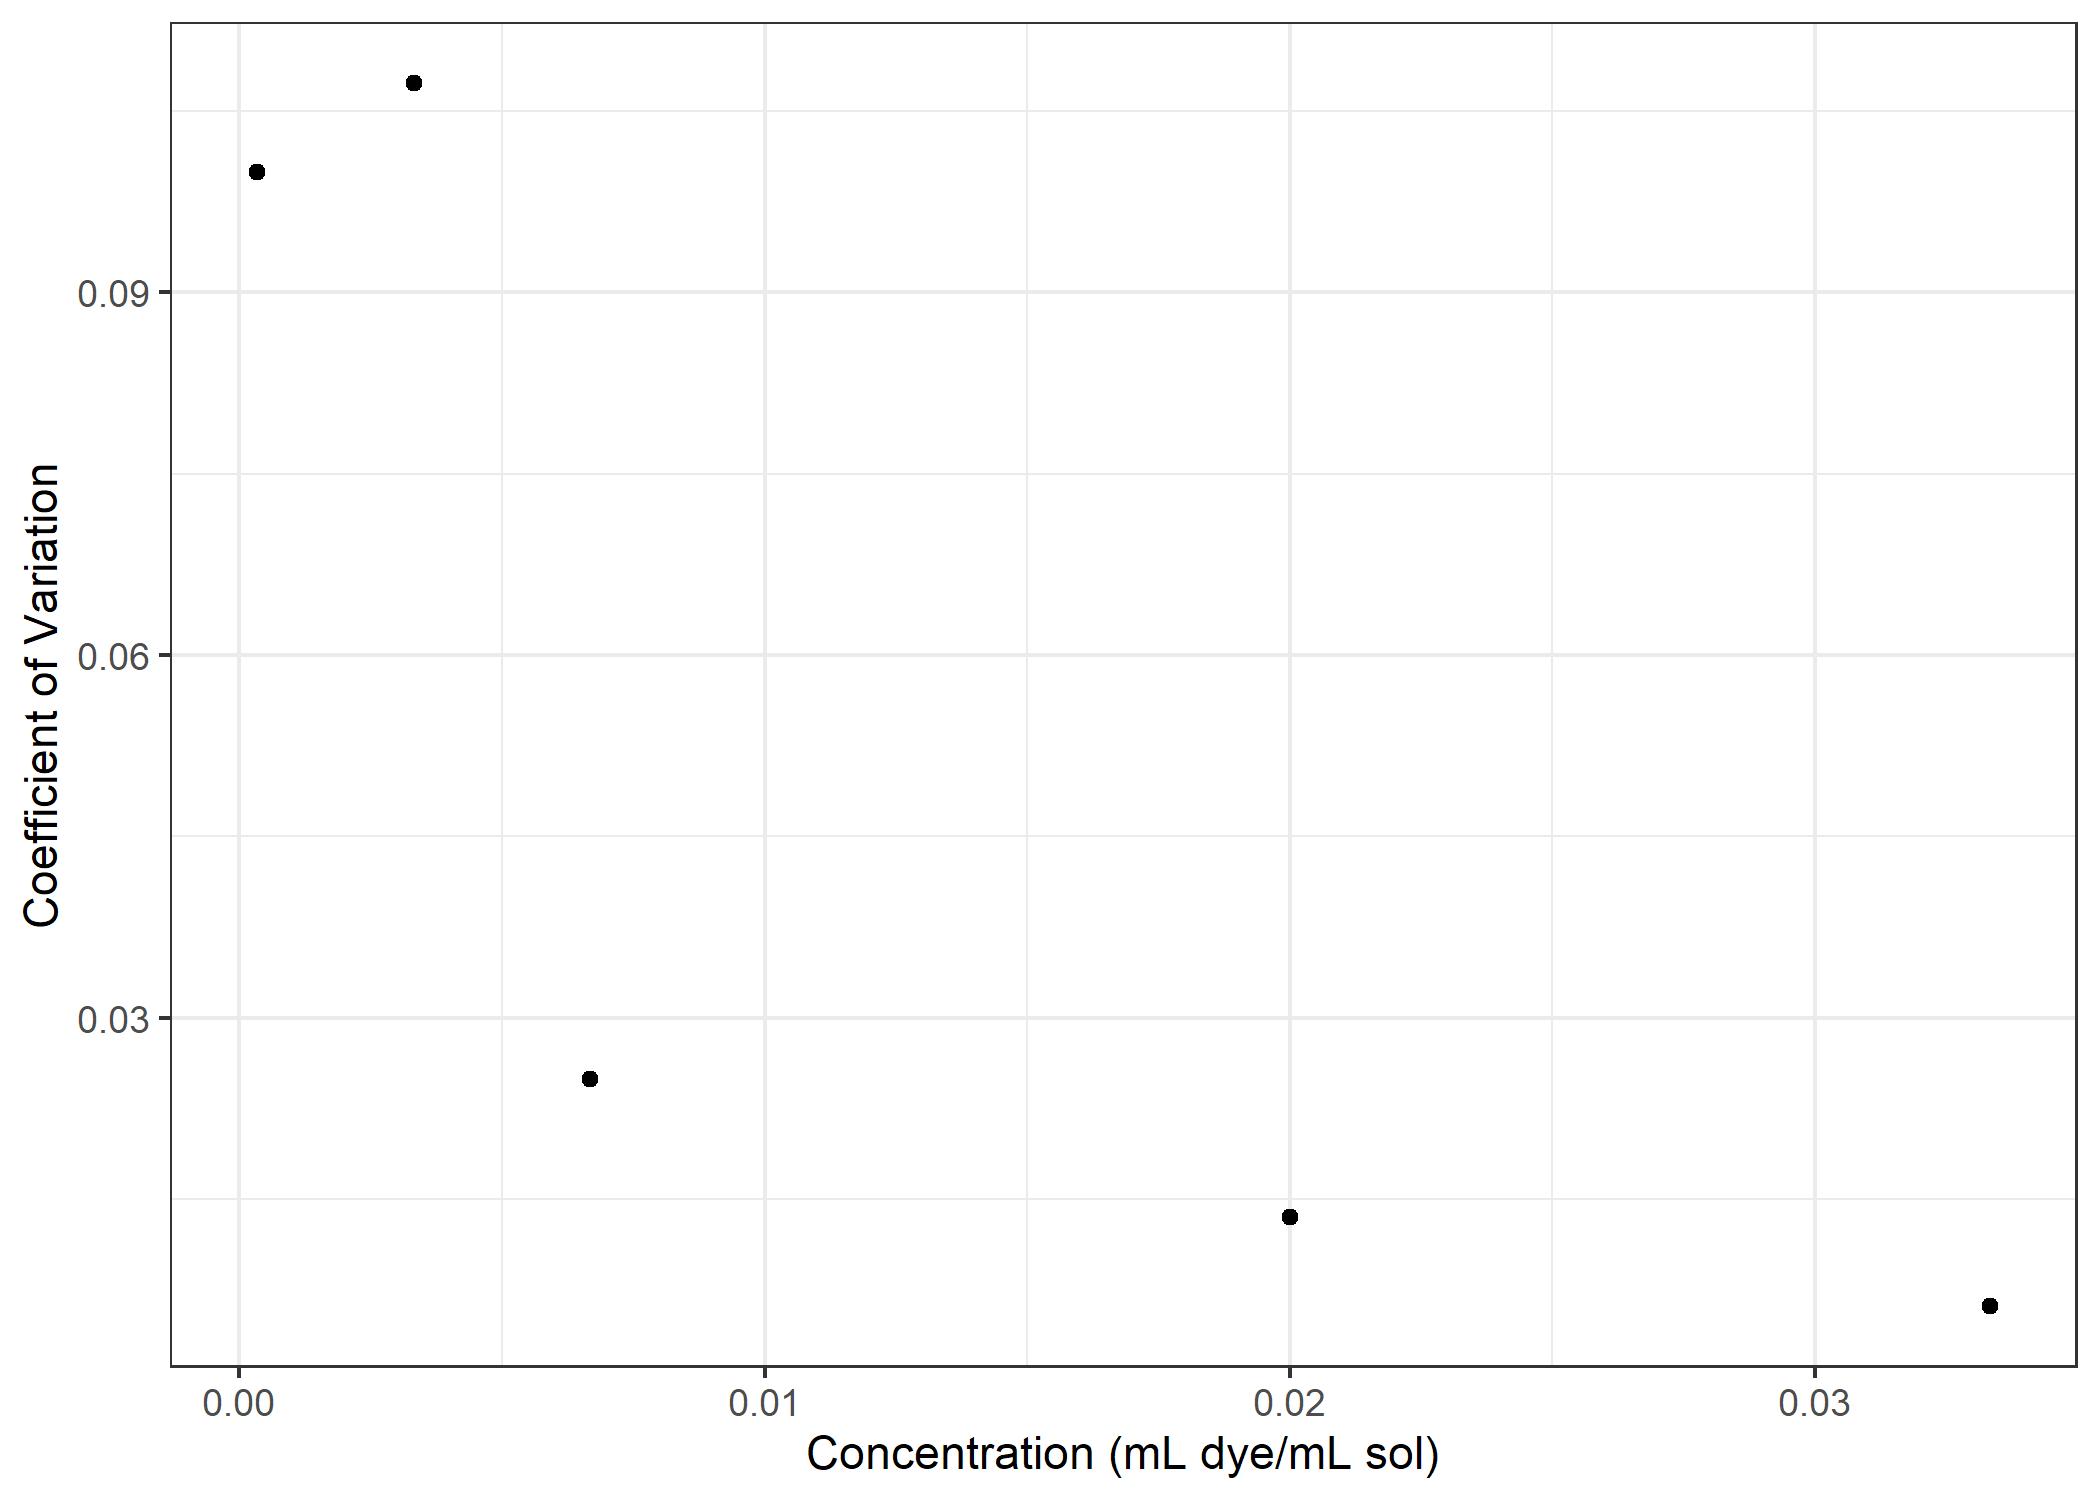 Coefficient of Variation
0.09
0.06
0.03
0.00 0.01 0.02 0.03
Concentration (mL dye/mL sol)